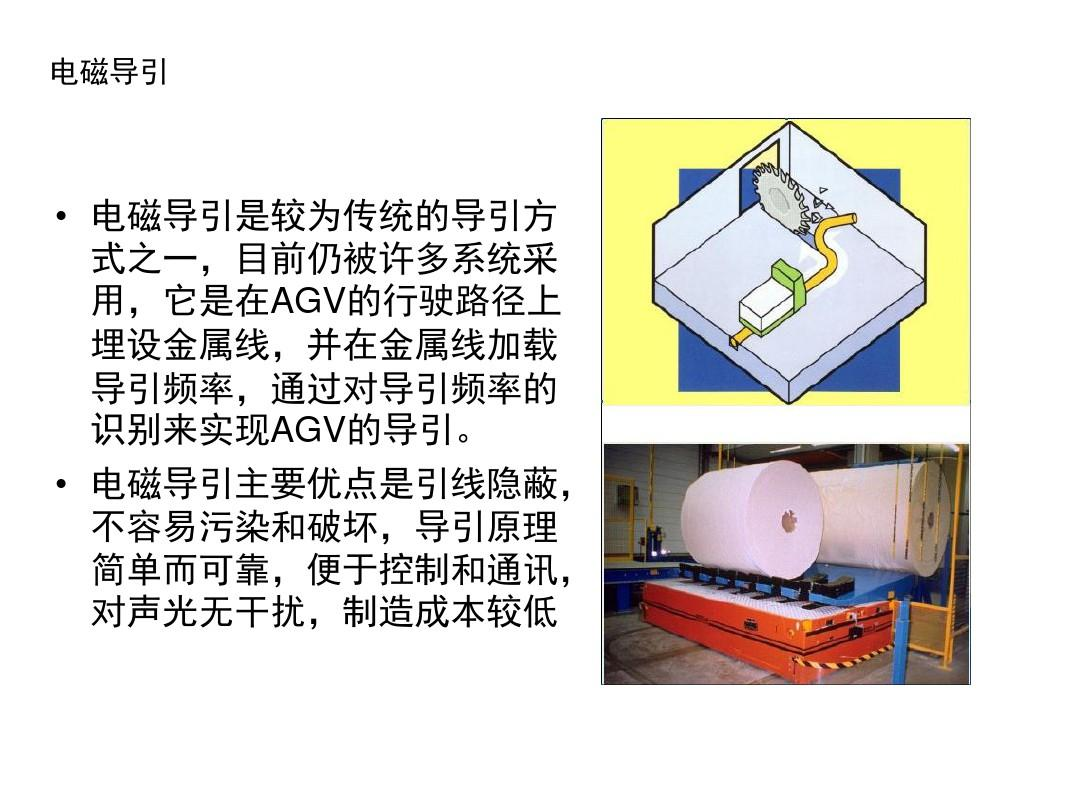 电磁导引
• 电磁导引是较为传统的导引方
式之一，目前仍被许多系统采
用，它是在AGV的行驶路径上
埋设金属线，并在金属线加载
导引频率，通过对导引频率的
识别来实现AGV的导引。
• 电磁导引主要优点是引线隐蔽，
不容易污染和破坏，导引原理
简单而可靠，便于控制和通讯，
对声光无干扰，制造成本较低